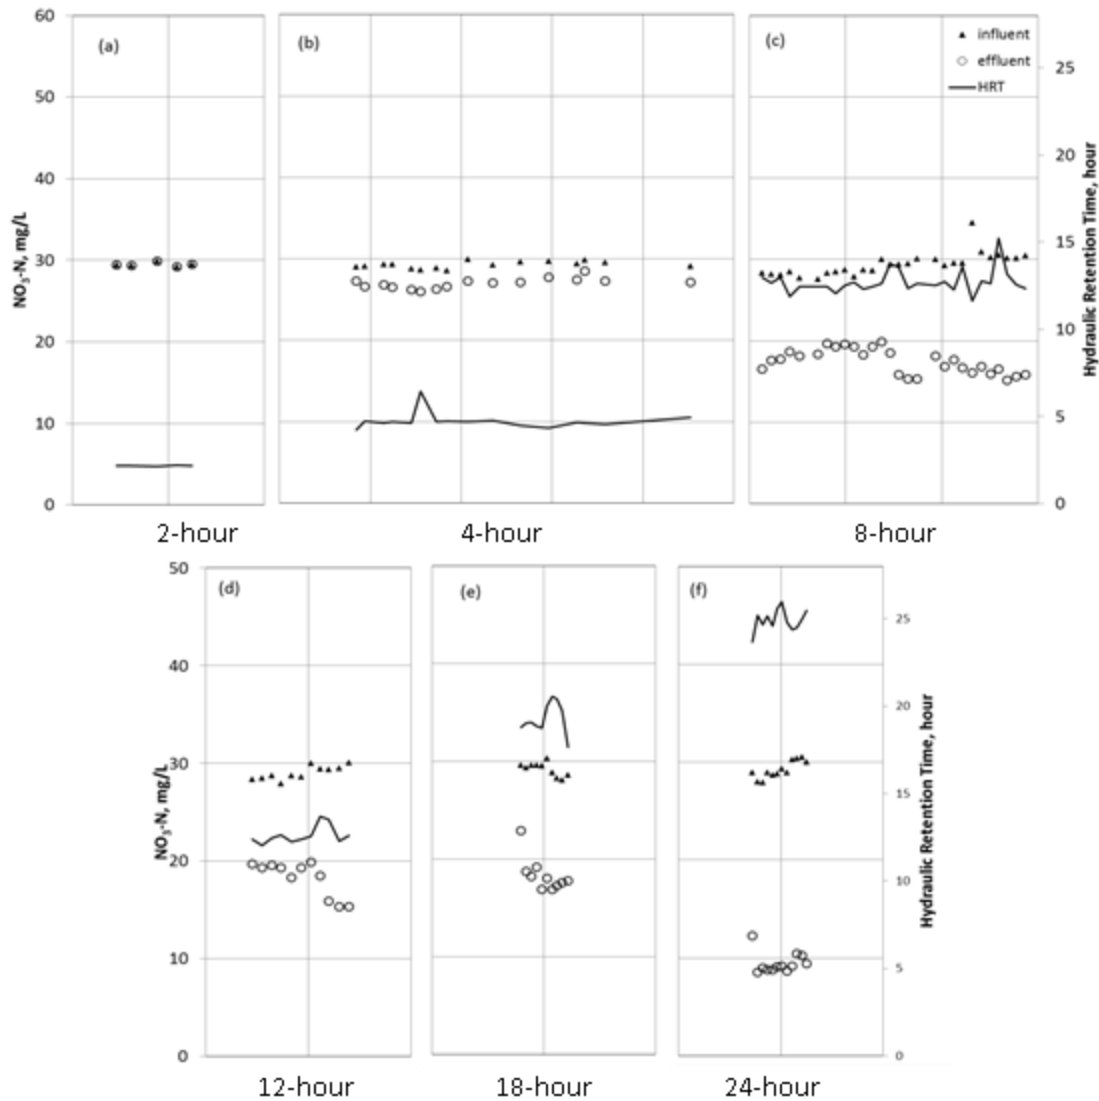 (a)
(b)
(c)
influent
effluent
HRT
60
50
40
30
20
10
0
NO3-N, mg/L
25
20
15
10
5
0
Hydraulic Retention Time, hour
2-hour
4-hour
8-hour
(d)
(e)
(f)
50
40
30
20
10
0
NO3-N, mg/L
25
20
15
10
5
0
Hydraulic Retention Time, hour
12-hour
18-hour
24-hour